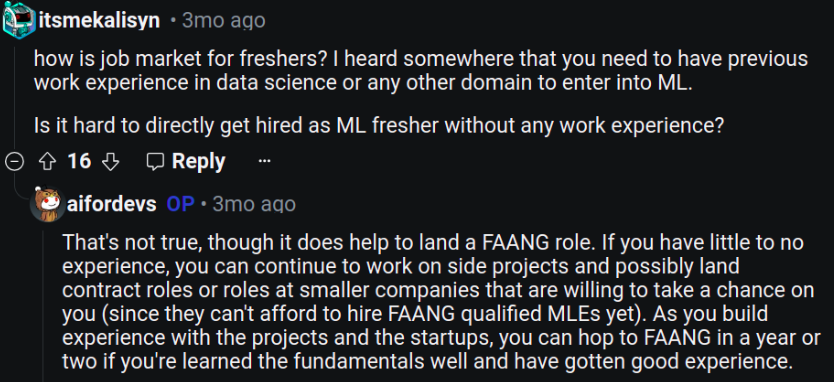 itsmekalisyn • 3mo ago
how is job market for freshers? I heard somewhere that you need to have previous
work experience in data science or any other domain to enter into ML.
Is it hard to directly get hired as ML fresher without any work experience?
16 Reply ...
aifordevs OP • 3mo ago
That's not true, though it does help to land a FAANG role. If you have little to no
experience, you can continue to work on side projects and possibly land
contract roles or roles at smaller companies that are willing to take a chance on
you (since they can't afford to hire FAANG qualified MLEs yet). As you build
experience with the projects and the startups, you can hop to FAANG in a year or
two if you're learned the fundamentals well and have gotten good experience.